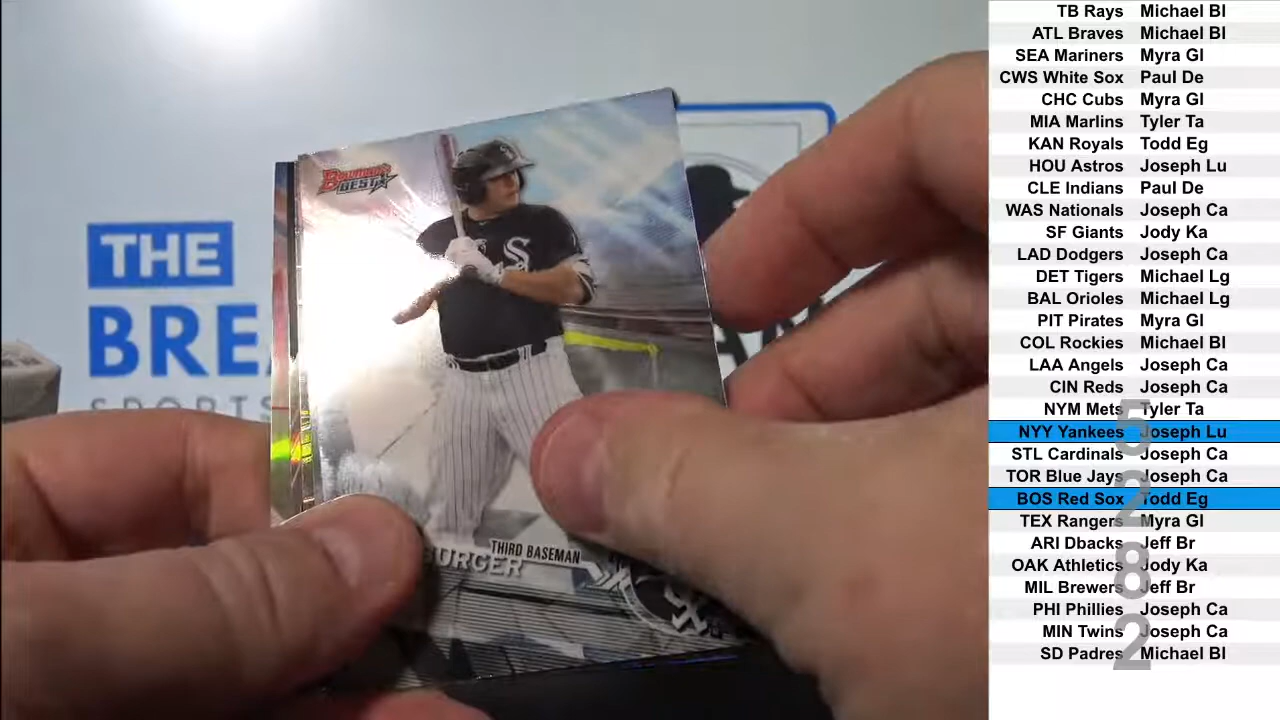 THE
BREA
SPORTS
BOWMAN'S
BEST
S
BURGER
THIRD BASEMAN
TB Rays Michael Bl
ATL Braves Michael Bl
SEA Mariners Myra Gl
CWS White Sox Paul De
CHC Cubs Myra Gl
MIA Marlins Tyler Ta
KAN Royals Todd Eg
HOU Astros Joseph Lu
CLE Indians Paul De
WAS Nationals Joseph Ca
SF Giants Jody Ka
LAD Dodgers Joseph Ca
DET Tigers Michael Lg
BAL Orioles Michael Lg
PIT Pirates Myra Gl
COL Rockies Michael Bl
LAA Angels Joseph Ca
CIN Reds Joseph Ca
NYM Mets Tyler Ta
NYY Yankees Joseph Lu
STL Cardinals Joseph Ca
TOR Blue Jays Joseph Ca
BOS Red Sox Todd Eg
TEX Rangers Myra Gl
ARI Dbacks Jeff Br
OAK Athletics Jody Ka
MIL Brewers Jeff Br
PHI Phillies Joseph Ca
MIN Twins Joseph Ca
SD Padres Michael Bl
5
2
8
2